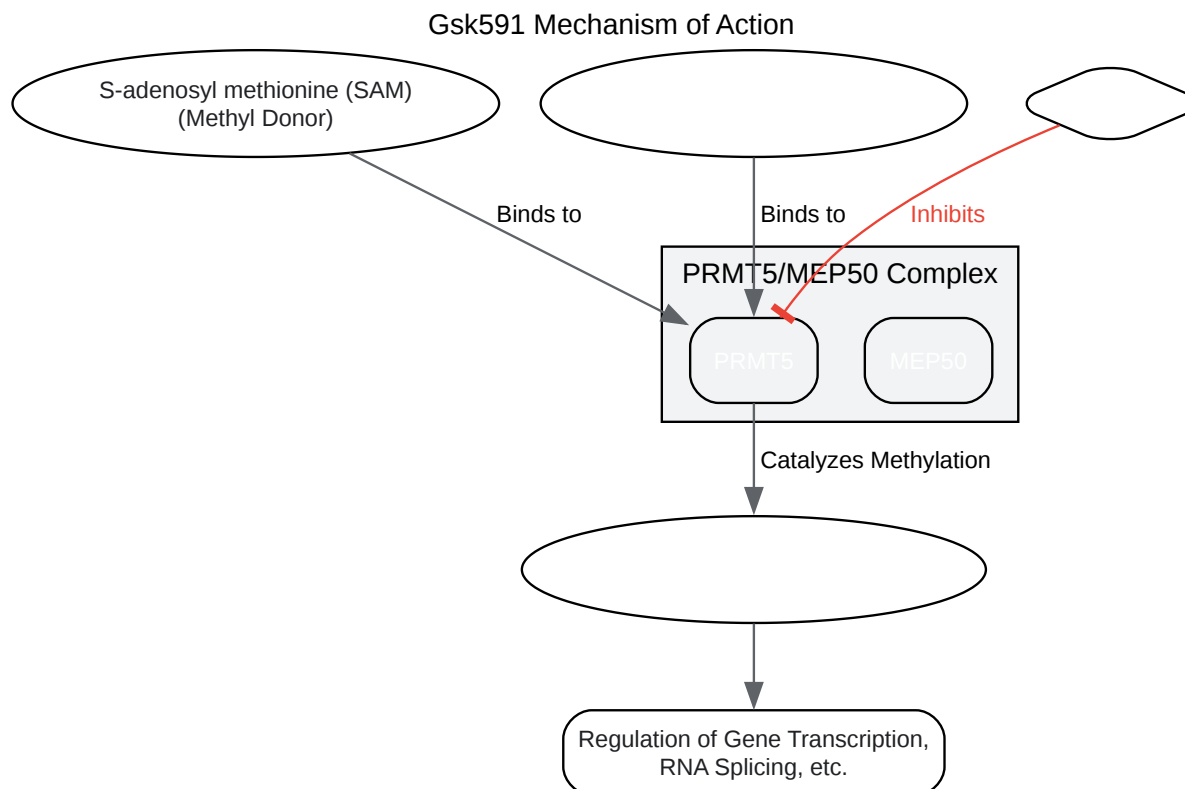 Gsk591 Mechanism of Action
S-adenosyl methionine (SAM)
(Methyl Donor)
Binds to
Binds to
Inhibits
PRMT5/MEP50 Complex
PRMT5
MEP50
Catalyzes Methylation
Regulation of Gene Transcription,
RNA Splicing, etc.